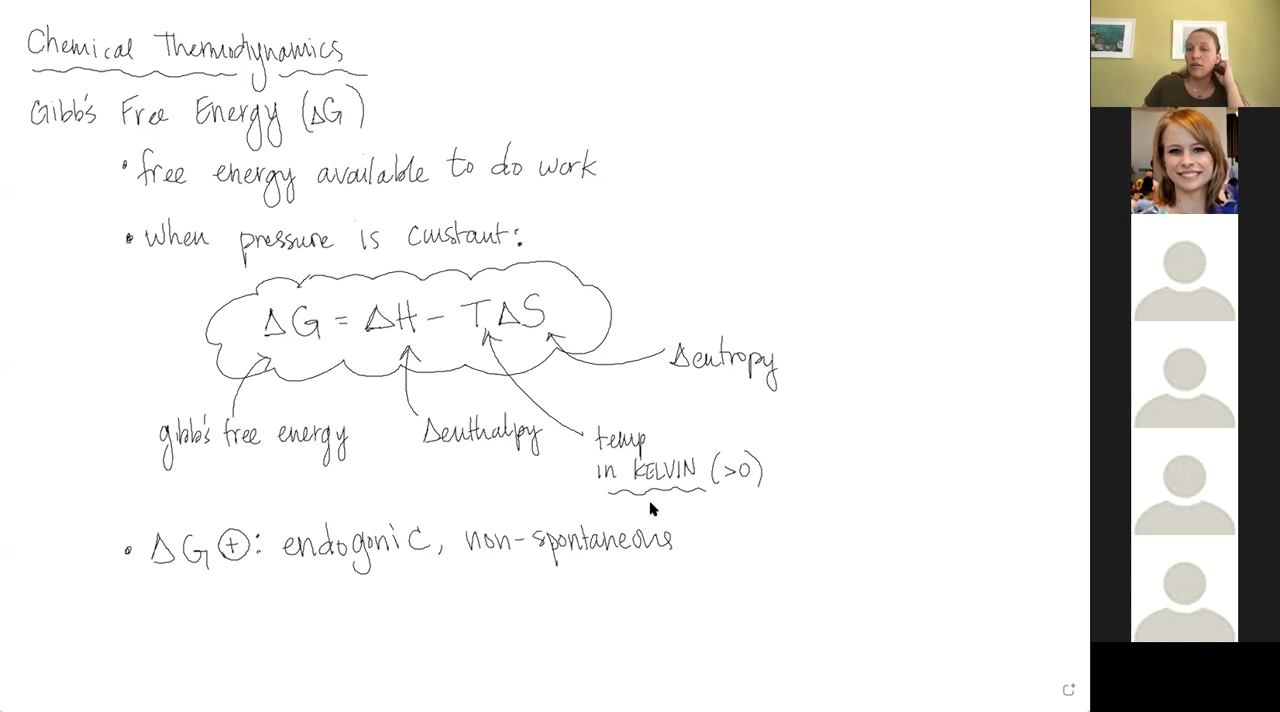 Chemical Thermodynamics
Gibb's Free Energy (ΔG)
• free energy available to do work
• when pressure is constant:
ΔG = ΔH - TΔS
Δentropy
gibb's free energy
Δenthalpy
temp
in KELVIN (>0)
• ΔG⊕: endogonic, non-spontaneous